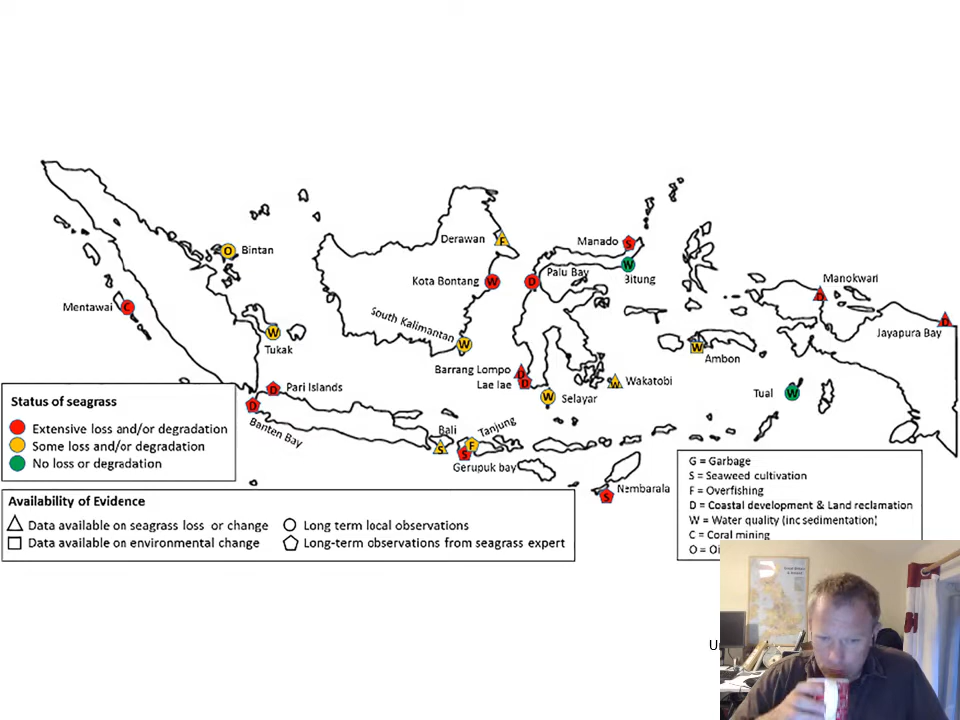 Derawan
F
Manado
S
Bintan
O
Palu Bay
W
Bitung
Manokwari
D
Kota Bontang
W
D
Mentawai
C
Jayapura Bay
D
South Kalimantan
W
W
Tukak
W
Ambon
Barrang Lompo
D
Lae lae
D
W
Wakatobi
Pari Islands
D
Tual
W
W
Selayar
D
Banten Bay
Bali
S
Tanjung
F
S
Gerupuk bay
Nembarala
S
Status of seagrass
Extensive loss and/or degradation
Some loss and/or degradation
No loss or degradation
Availability of Evidence
Data available on seagrass loss or change
Long term local observations
Data available on environmental change
Long-term observations from seagrass expert
G = Garbage
S = Seaweed cultivation
F = Overfishing
D = Coastal development & Land reclamation
W = Water quality (inc sedimentation)
C = Coral mining
O =